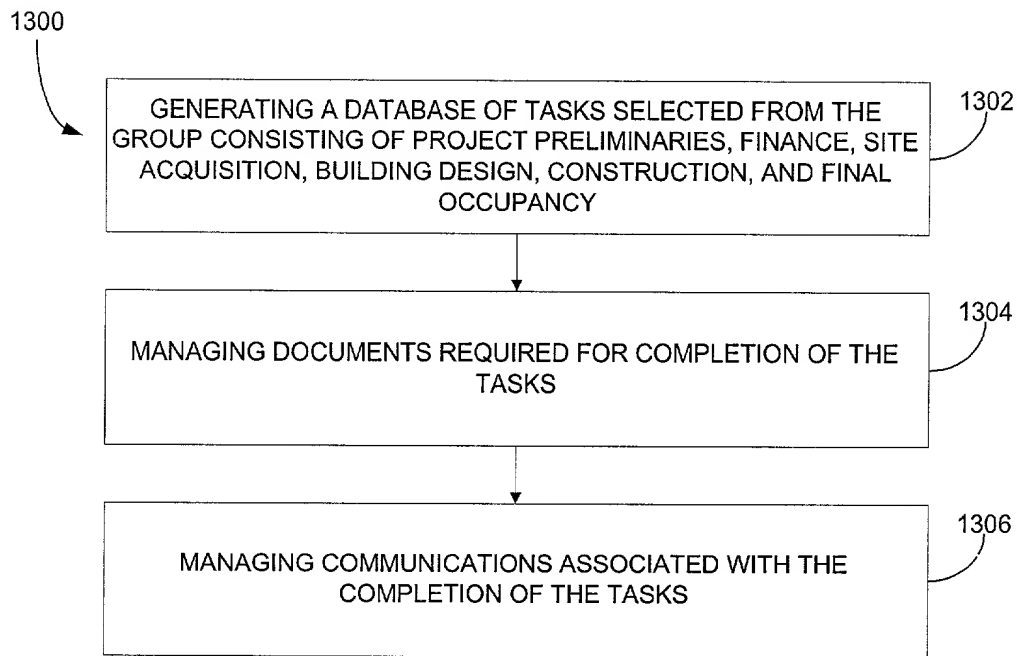 1300
GENERATING A DATABASE OF TASKS SELECTED FROM THE
GROUP CONSISTING OF PROJECT PRELIMINARIES, FINANCE, SITE
ACQUISITION, BUILDING DESIGN, CONSTRUCTION, AND FINAL
OCCUPANCY
1302
MANAGING DOCUMENTS REQUIRED FOR COMPLETION OF THE
TASKS
1304
MANAGING COMMUNICATIONS ASSOCIATED WITH THE
COMPLETION OF THE TASKS
1306